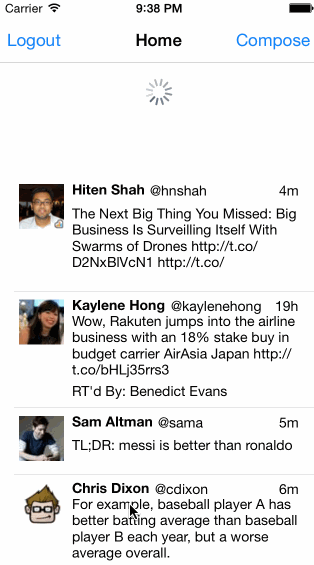 Carrier 9:38 PM
Logout Home Compose
Hiten Shah @hnshah 4m
The Next Big Thing You Missed: Big
Business Is Surveilling Itself With
Swarms of Drones http://t.co/
D2NxBlVcN1 http://t.co/
Kaylene Hong @kaylenehong 19h
Wow, Rakuten jumps into the airline
business with an 18% stake buy in
budget carrier AirAsia Japan http://
t.co/bHLj35rrs3
RT'd By: Benedict Evans
Sam Altman @sama 5m
TL;DR: messi is better than ronaldo
Chris Dixon @cdixon 6m
For example, baseball player A has
better batting average than baseball
player B each year, but a worse
average overall.